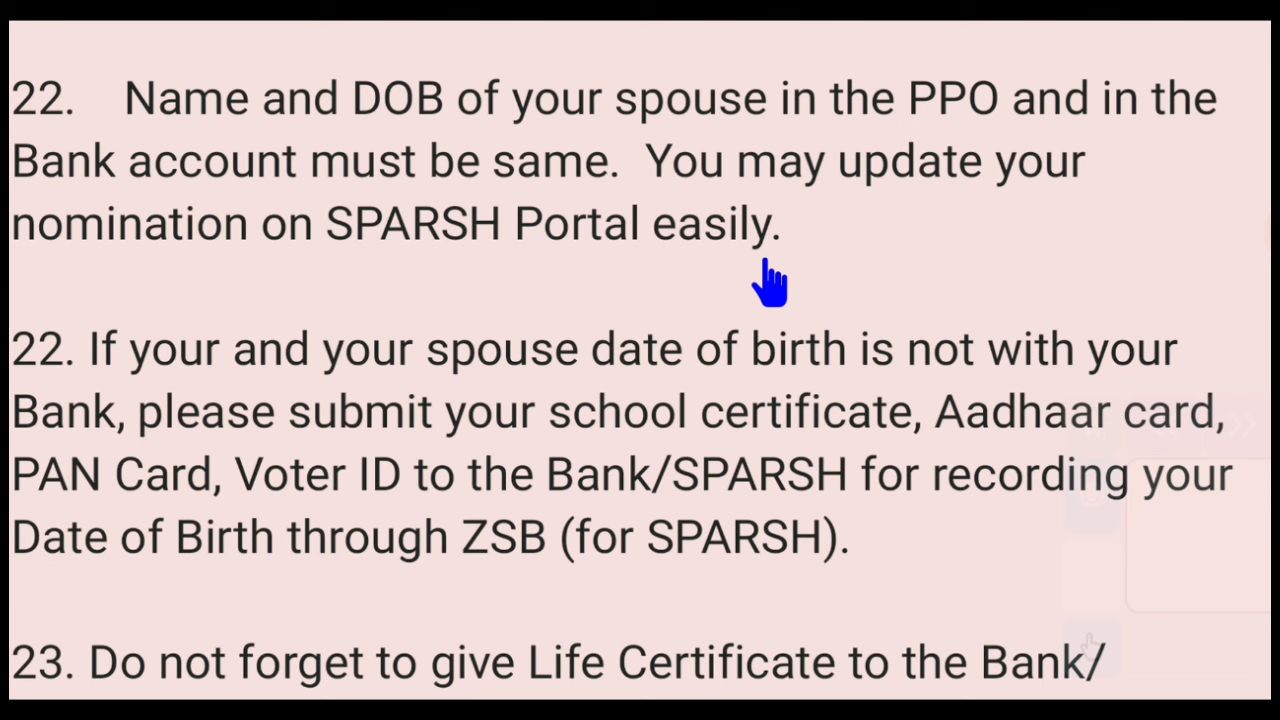 22. Name and DOB of your spouse in the PPO and in the
Bank account must be same. You may update your
nomination on SPARSH Portal easily.
22. If your and your spouse date of birth is not with your
Bank, please submit your school certificate, Aadhaar card,
PAN Card, Voter ID to the Bank/SPARSH for recording your
Date of Birth through ZSB (for SPARSH).
23. Do not forget to give Life Certificate to the Bank/